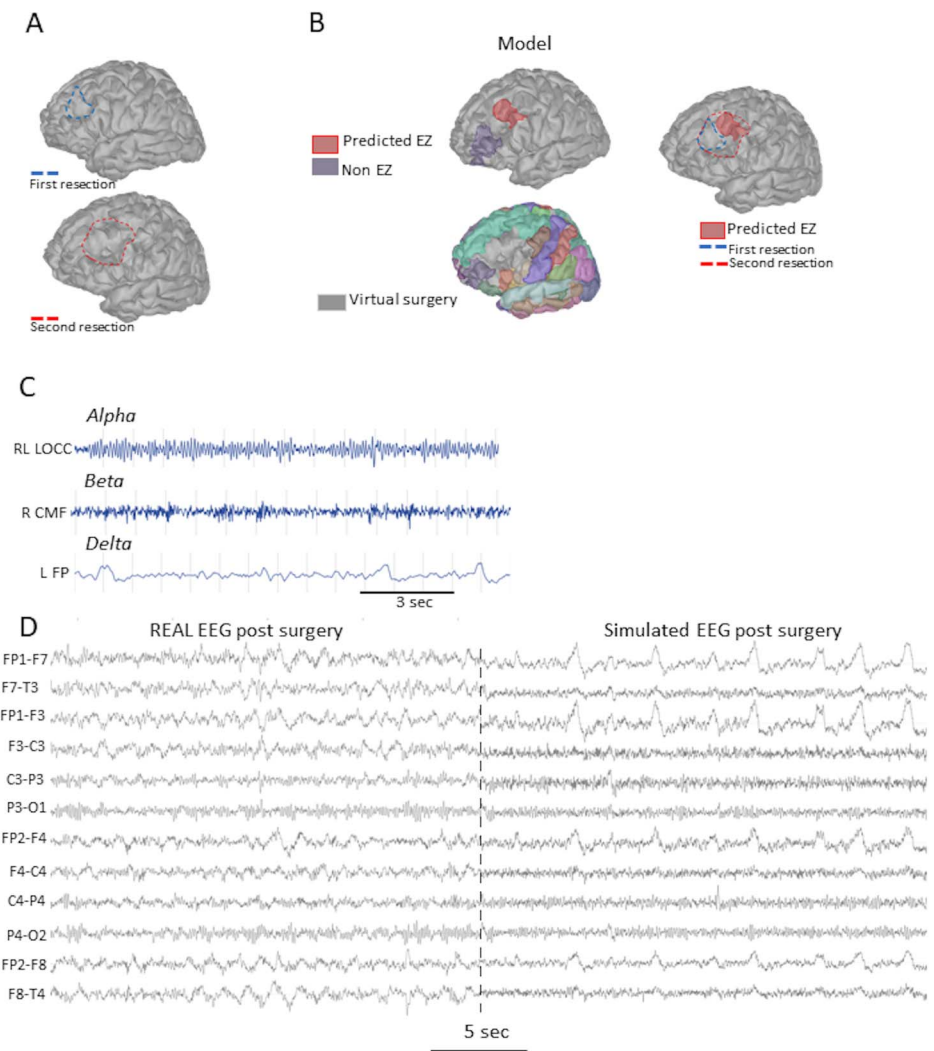 A
First resection
Second resection
B
Model
Predicted EZ
Non EZ
Virtual surgery
Predicted EZ
First resection
Second resection
C
Alpha
RL LOCC
Beta
R CMF
Delta
L FP
3 sec
D
REAL EEG post surgery
Simulated EEG post surgery
FP1-F7
F7-T3
FP1-F3
F3-C3
C3-P3
P3-O1
FP2-F4
F4-C4
C4-P4
P4-O2
FP2-F8
F8-T4
5 sec